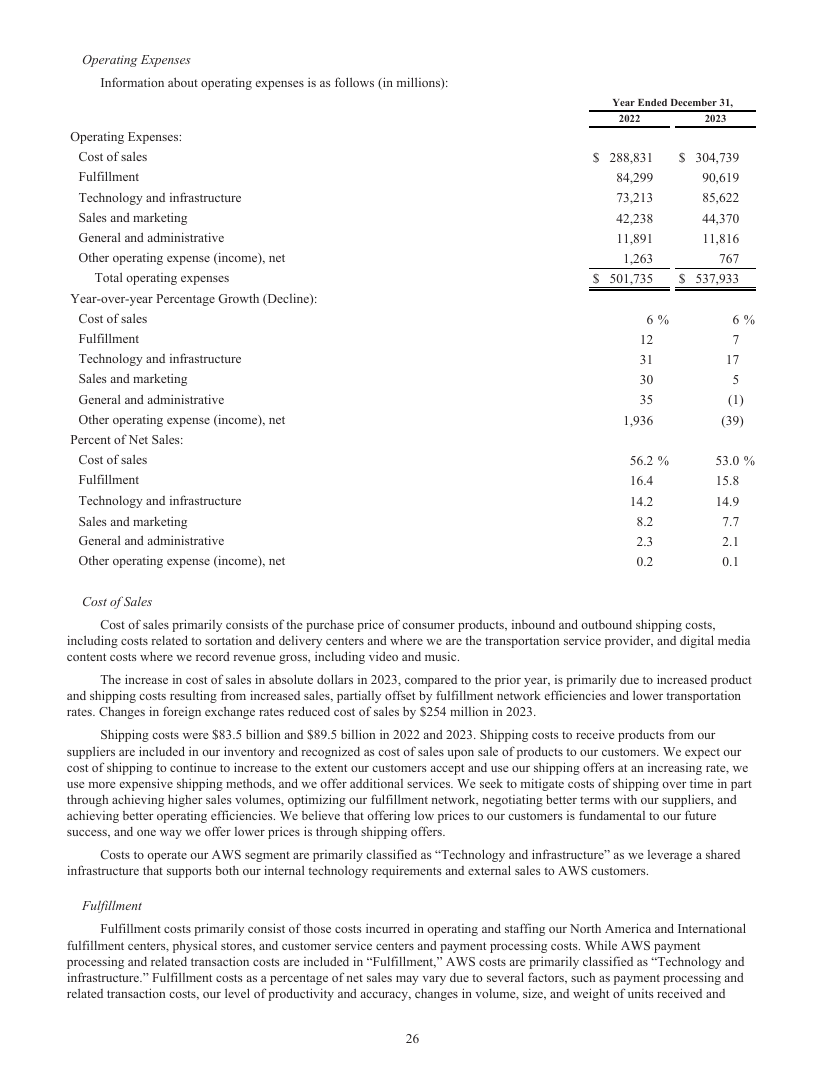 Operating Expenses
Information about operating expenses is as follows (in millions):
Year Ended December 31,
2022 2023
Operating Expenses:
Cost of sales $ 288,831 $ 304,739
Fulfillment 84,299 90,619
Technology and infrastructure 73,213 85,622
Sales and marketing 42,238 44,370
General and administrative 11,891 11,816
Other operating expense (income), net 1,263 767
Total operating expenses $ 501,735 $ 537,933
Year-over-year Percentage Growth (Decline):
Cost of sales 6 % 6 %
Fulfillment 12 7
Technology and infrastructure 31 17
Sales and marketing 30 5
General and administrative 35 (1)
Other operating expense (income), net 1,936 (39)
Percent of Net Sales:
Cost of sales 56.2 % 53.0 %
Fulfillment 16.4 15.8
Technology and infrastructure 14.2 14.9
Sales and marketing 8.2 7.7
General and administrative 2.3 2.1
Other operating expense (income), net 0.2 0.1
Cost of Sales
Cost of sales primarily consists of the purchase price of consumer products, inbound and outbound shipping costs,
including costs related to sortation and delivery centers and where we are the transportation service provider, and digital media
content costs where we record revenue gross, including video and music.
The increase in cost of sales in absolute dollars in 2023, compared to the prior year, is primarily due to increased product
and shipping costs resulting from increased sales, partially offset by fulfillment network efficiencies and lower transportation
rates. Changes in foreign exchange rates reduced cost of sales by $254 million in 2023.
Shipping costs were $83.5 billion and $89.5 billion in 2022 and 2023. Shipping costs to receive products from our
suppliers are included in our inventory and recognized as cost of sales upon sale of products to our customers. We expect our
cost of shipping to continue to increase to the extent our customers accept and use our shipping offers at an increasing rate, we
use more expensive shipping methods, and we offer additional services. We seek to mitigate costs of shipping over time in part
through achieving higher sales volumes, optimizing our fulfillment network, negotiating better terms with our suppliers, and
achieving better operating efficiencies. We believe that offering low prices to our customers is fundamental to our future
success, and one way we offer lower prices is through shipping offers.
Costs to operate our AWS segment are primarily classified as “Technology and infrastructure” as we leverage a shared
infrastructure that supports both our internal technology requirements and external sales to AWS customers.
Fulfillment
Fulfillment costs primarily consist of those costs incurred in operating and staffing our North America and International
fulfillment centers, physical stores, and customer service centers and payment processing costs. While AWS payment
processing and related transaction costs are included in “Fulfillment,” AWS costs are primarily classified as “Technology and
infrastructure.” Fulfillment costs as a percentage of net sales may vary due to several factors, such as payment processing and
related transaction costs, our level of productivity and accuracy, changes in volume, size, and weight of units received and
26